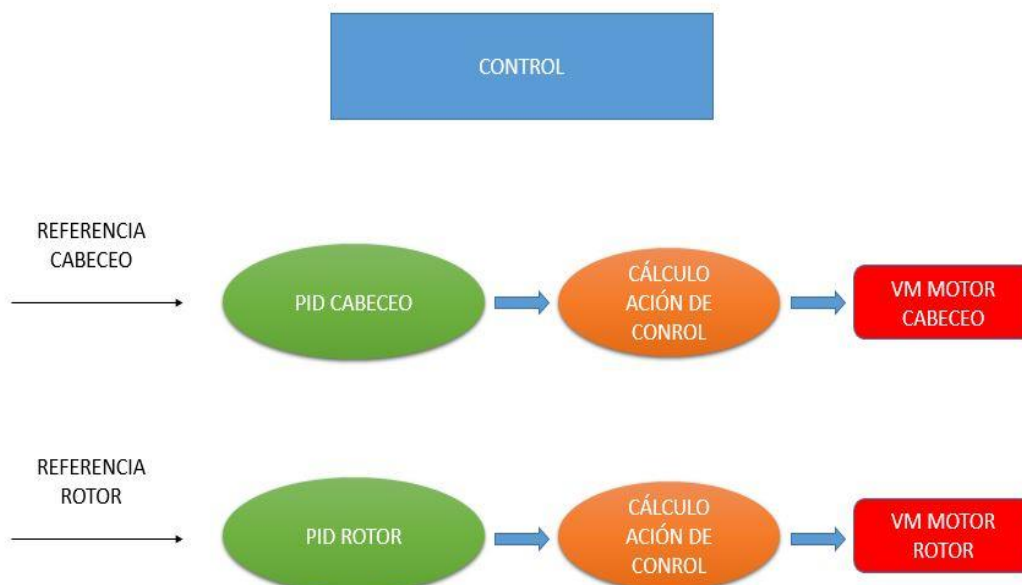 CONTROL
REFERENCIA
CABECEO
PID CABECEO
CÁLCULO
ACIÓN DE
CONROL
VM MOTOR
CABECEO
REFERENCIA
ROTOR
PID ROTOR
CÁLCULO
ACIÓN DE
CONROL
VM MOTOR
ROTOR